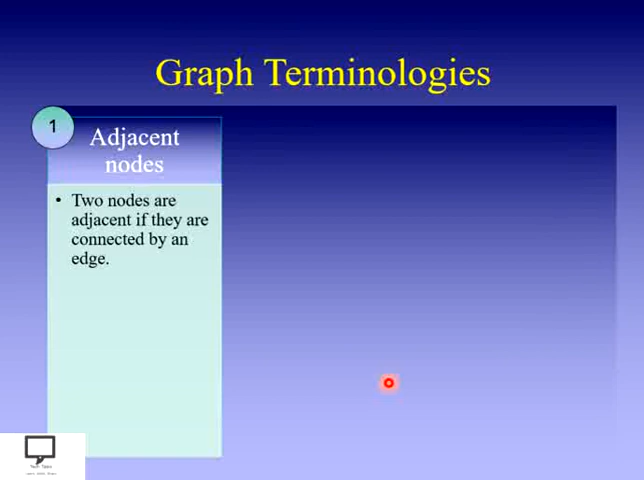 Graph Terminologies
1
Adjacent
nodes
• Two nodes are
adjacent if they are
connected by an
edge.